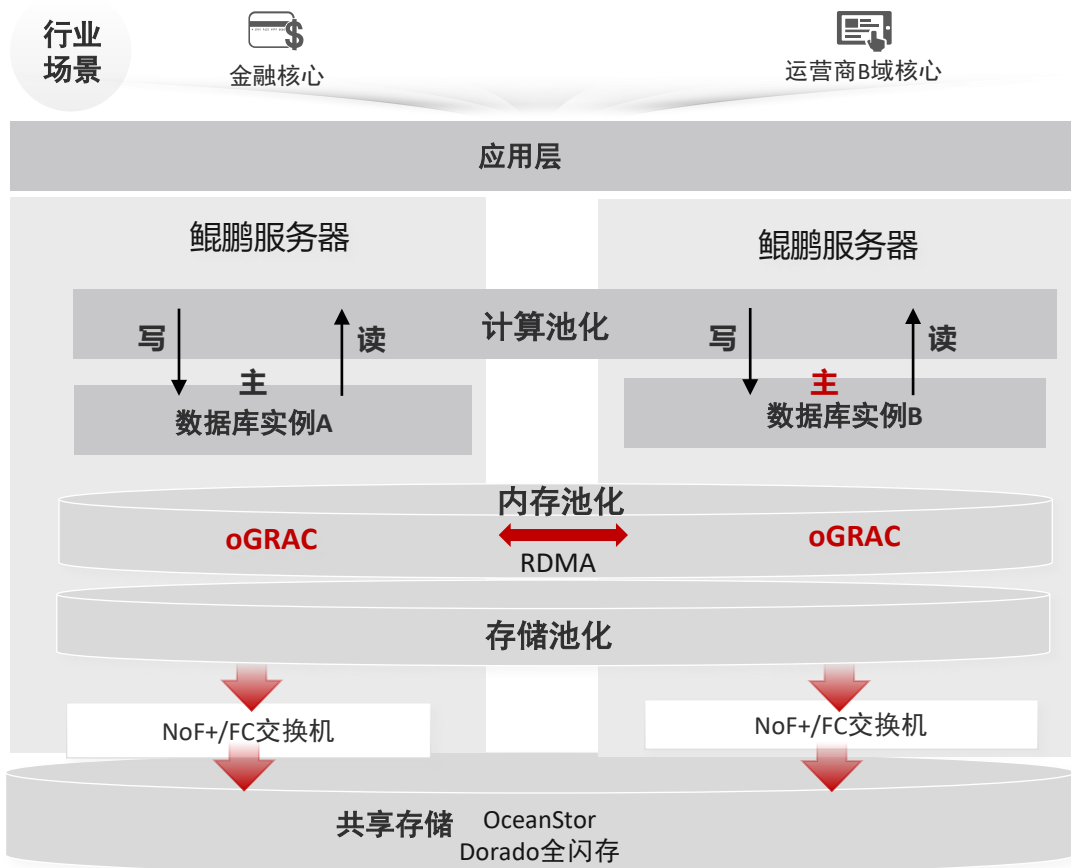 行业
场景
金融核心
运营商B域核心
应用层
鲲鹏服务器
鲲鹏服务器
计算池化
写
读
写
读
主
主
数据库实例A
数据库实例B
内存池化
oGRAC
oGRAC
RDMA
存储池化
NoF+/FC交换机
NoF+/FC交换机
共享存储
OceanStor
Dorado全闪存